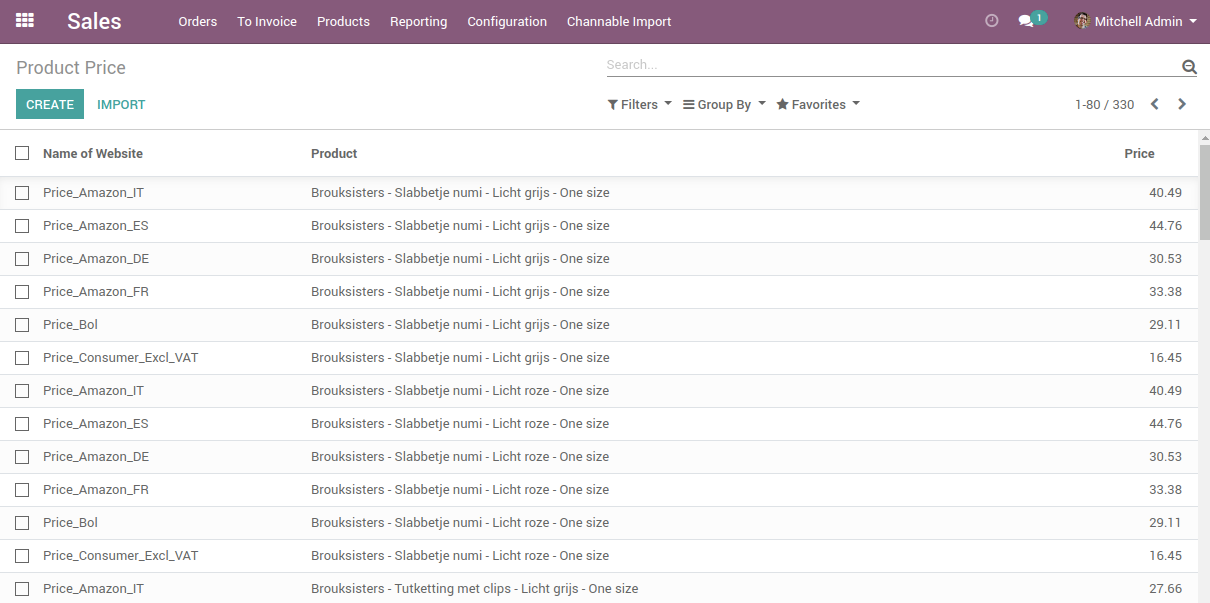 Sales Orders To Invoice Products Reporting Configuration Channable Import 1 Mitchell Admin
Product Price Search...
CREATE IMPORT Filters Group By Favorites 1-80 / 330
Name of Website Product Price
Price_Amazon_IT Brouksisters - Slabbetje numi - Licht grijs - One size 40.49
Price_Amazon_ES Brouksisters - Slabbetje numi - Licht grijs - One size 44.76
Price_Amazon_DE Brouksisters - Slabbetje numi - Licht grijs - One size 30.53
Price_Amazon_FR Brouksisters - Slabbetje numi - Licht grijs - One size 33.38
Price_Bol Brouksisters - Slabbetje numi - Licht grijs - One size 29.11
Price_Consumer_Excl_VAT Brouksisters - Slabbetje numi - Licht grijs - One size 16.45
Price_Amazon_IT Brouksisters - Slabbetje numi - Licht roze - One size 40.49
Price_Amazon_ES Brouksisters - Slabbetje numi - Licht roze - One size 44.76
Price_Amazon_DE Brouksisters - Slabbetje numi - Licht roze - One size 30.53
Price_Amazon_FR Brouksisters - Slabbetje numi - Licht roze - One size 33.38
Price_Bol Brouksisters - Slabbetje numi - Licht roze - One size 29.11
Price_Consumer_Excl_VAT Brouksisters - Slabbetje numi - Licht roze - One size 16.45
Price_Amazon_IT Brouksisters - Tutketting met clips - Licht grijs - One size 27.66